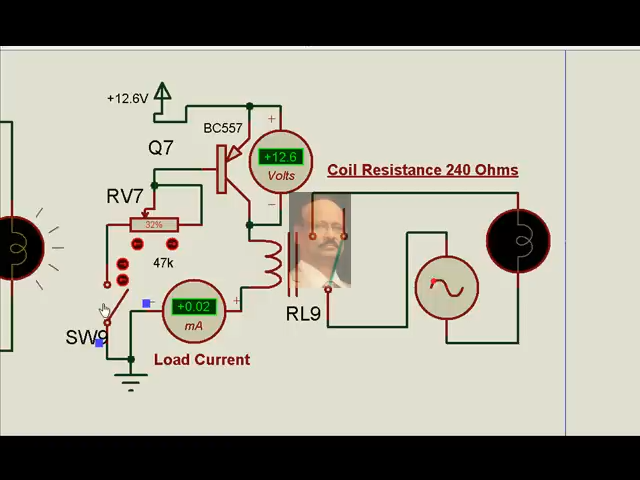 +12.6V
BC557
Q7
+
+12.6
Volts
−
Coil Resistance 240 Ohms
RV7
32%
47k
+0.02
mA
+
−
RL9
SW9
Load Current